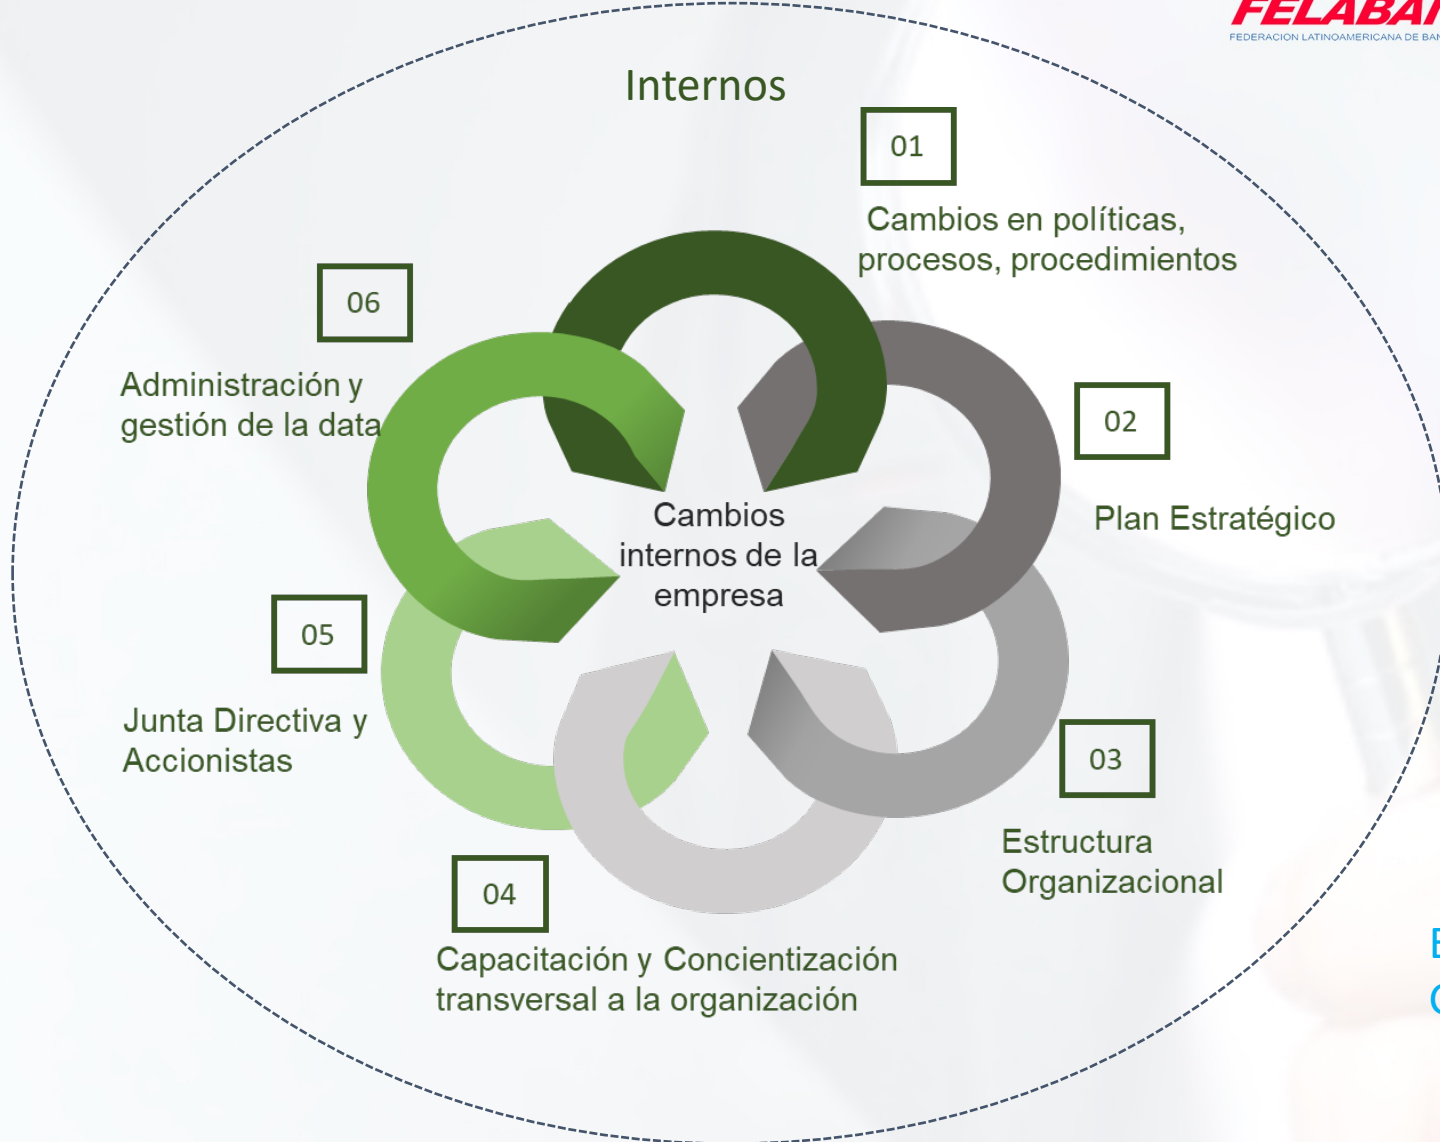 FELABAN
FEDERACION LATINOAMERICANA DE BAN
Internos
01
Cambios en políticas,
procesos, procedimientos
02
Plan Estratégico
03
Estructura
Organizacional
04
Capacitación y Concientización
transversal a la organización
05
Junta Directiva y
Accionistas
06
Administración y
gestión de la data
Cambios
internos de la
empresa